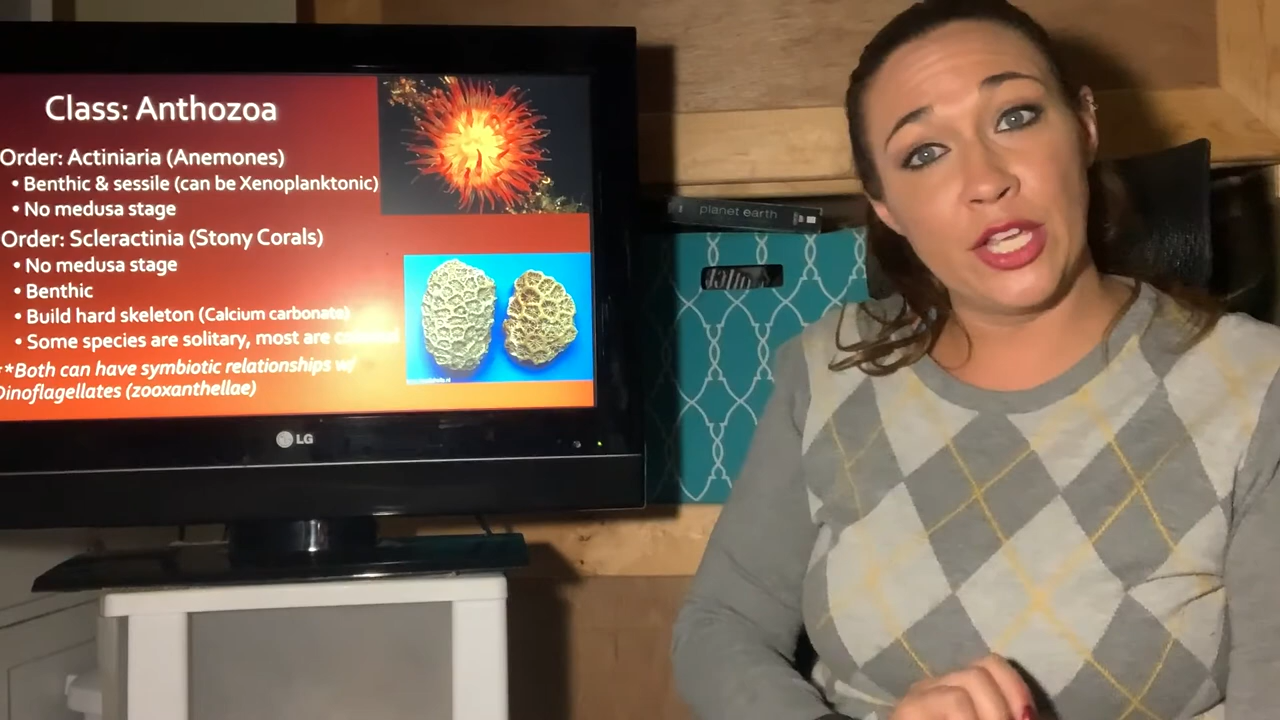 Class: Anthozoa
Order: Actiniaria (Anemones)
• Benthic & sessile (can be Xenoplanktonic)
• No medusa stage
Order: Scleractinia (Stony Corals)
• No medusa stage
• Benthic
• Build hard skeleton (Calcium carbonate)
• Some species are solitary, most are
**Both can have symbiotic relationships w/
Dinoflagellates (zooxanthellae)
LG
planet earth